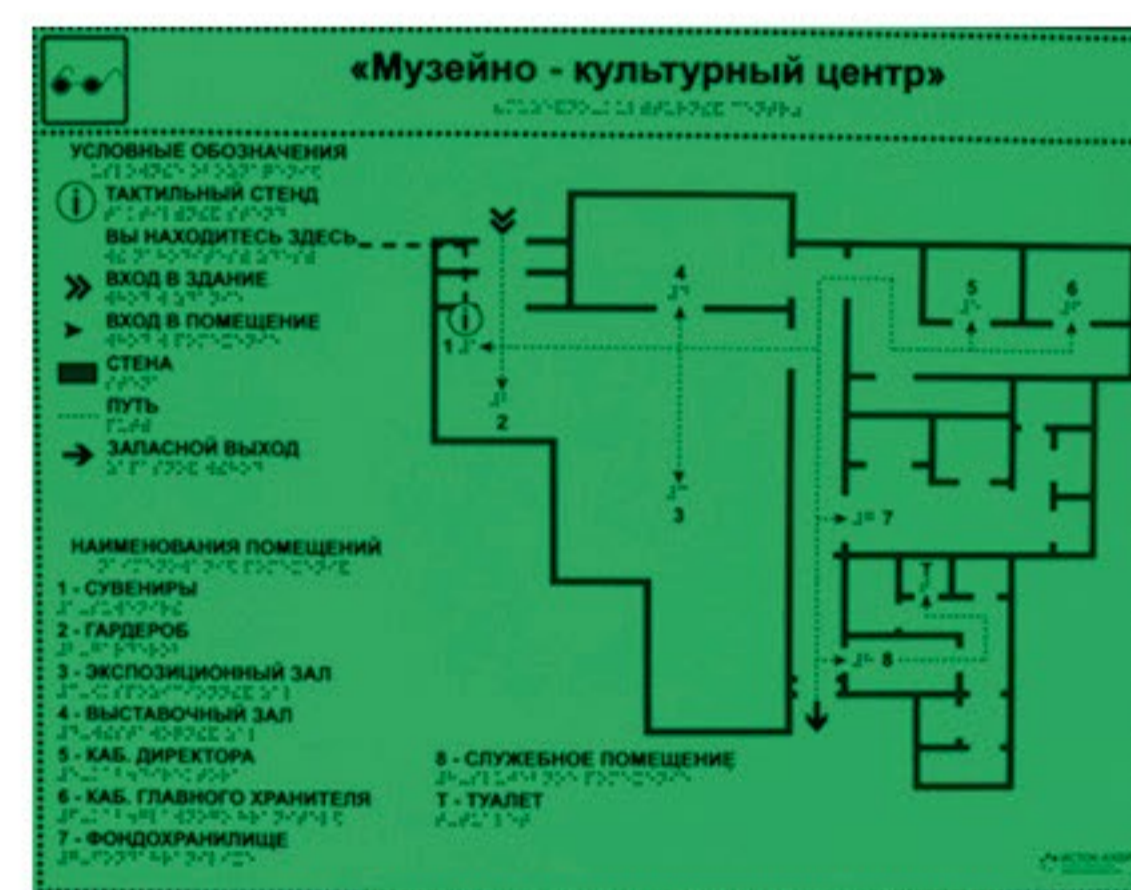 «Музейно - культурный центр»
УСЛОВНЫЕ ОБОЗНАЧЕНИЯ
i ТАКТИЛЬНЫЙ СТЕНД
ВЫ НАХОДИТЕСЬ ЗДЕСЬ
ВХОД В ЗДАНИЕ
ВХОД В ПОМЕЩЕНИЕ
СТЕНА
ПУТЬ
ЗАПАСНОЙ ВЫХОД
НАИМЕНОВАНИЯ ПОМЕЩЕНИЙ
1 - СУВЕНИРЫ
2 - ГАРДЕРОБ
3 - ЭКСПОЗИЦИОННЫЙ ЗАЛ
4 - ВЫСТАВОЧНЫЙ ЗАЛ
5 - КАБ. ДИРЕКТОРА
6 - КАБ. ГЛАВНОГО ХРАНИТЕЛЯ
7 - ФОНДОХРАНИЛИЩЕ
8 - СЛУЖЕБНОЕ ПОМЕЩЕНИЕ
Т - ТУАЛЕТ
4
5
6
i
1
2
3
7
Т
8